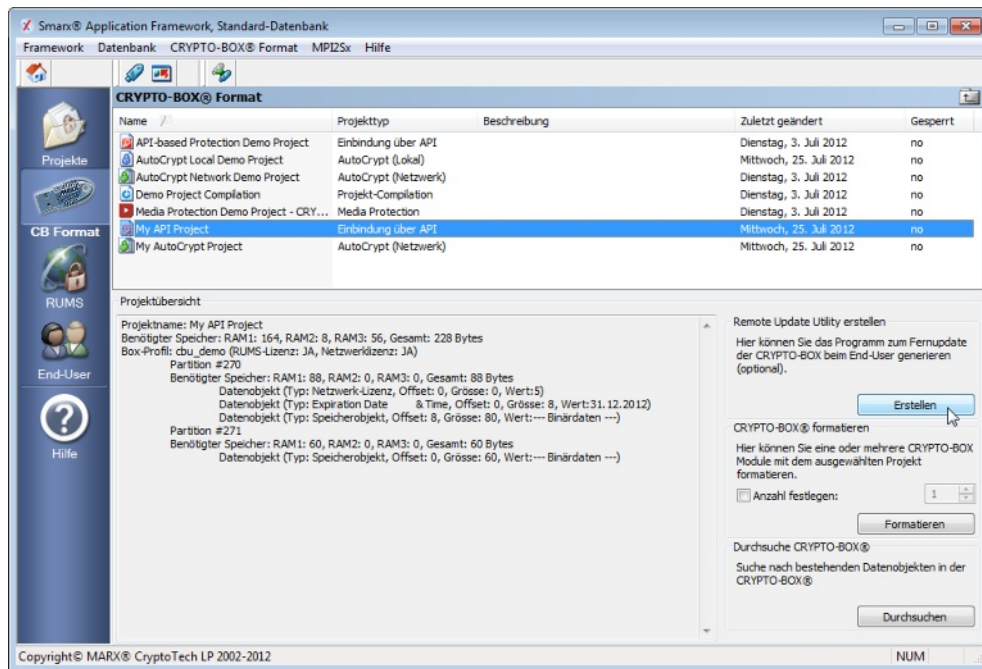 Smarx® Application Framework, Standard-Datenbank
Framework Datenbank CRYPTO-BOX® Format MPI2Sx Hilfe
CRYPTO-BOX® Format
Name Projekttyp Beschreibung Zuletzt geändert Gesperrt
API-based Protection Demo Project Einbindung über API Dienstag, 3. Juli 2012 no
AutoCrypt Local Demo Project AutoCrypt (Lokal) Mittwoch, 25. Juli 2012 no
AutoCrypt Network Demo Project AutoCrypt (Netzwerk) Dienstag, 3. Juli 2012 no
Demo Project Compilation Projekt-Compilation Dienstag, 3. Juli 2012 no
Media Protection Demo Project - CRY... Media Protection Dienstag, 3. Juli 2012 no
My API Project Einbindung über API Mittwoch, 25. Juli 2012 no
My AutoCrypt Project AutoCrypt (Netzwerk) Mittwoch, 25. Juli 2012 no
Projekte
CB Format
RUMS
End-User
Hilfe
Projektübersicht
Projektname: My API Project
Benötigter Speicher: RAM1: 164, RAM2: 8, RAM3: 56, Gesamt: 228 Bytes
Box-Profil: cbu_demo (RUMS-Lizenz: JA, Netzwerklizenz: JA)
Partition #270
Benötigter Speicher: RAM1: 88, RAM2: 0, RAM3: 0, Gesamt: 88 Bytes
Datenobjekt (Typ: Netzwerk-Lizenz, Offset: 0, Grösse: 0, Wert:5)
Datenobjekt (Typ: Expiration Date & Time, Offset: 0, Grösse: 8, Wert:31.12.2012)
Datenobjekt (Typ: Speicherobjekt, Offset: 8, Grösse: 80, Wert:--- Binärdaten ---)
Partition #271
Benötigter Speicher: RAM1: 60, RAM2: 0, RAM3: 0, Gesamt: 60 Bytes
Datenobjekt (Typ: Speicherobjekt, Offset: 0, Grösse: 60, Wert:--- Binärdaten ---)
Remote Update Utility erstellen
Hier können Sie das Programm zum Fernupdate
der CRYPTO-BOX beim End-User generieren
(optional).
Erstellen
CRYPTO-BOX® formatieren
Hier können Sie eine oder mehrere CRYPTO-BOX
Module mit dem ausgewählten Projekt
formatieren.
Anzahl festlegen: 1
Formatieren
Durchsuche CRYPTO-BOX®
Suche nach bestehenden Datenobjekten in der
CRYPTO-BOX®
Durchsuchen
Copyright© MARX® CryptoTech LP 2002-2012 NUM